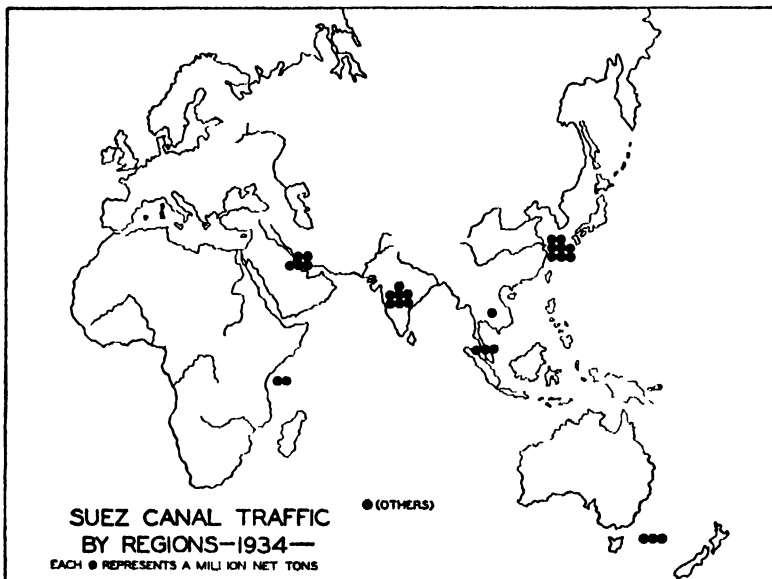 ●(OTHERS)
SUEZ CANAL TRAFFIC
BY REGIONS—1934—
EACH ● REPRESENTS A MILLION NET TONS